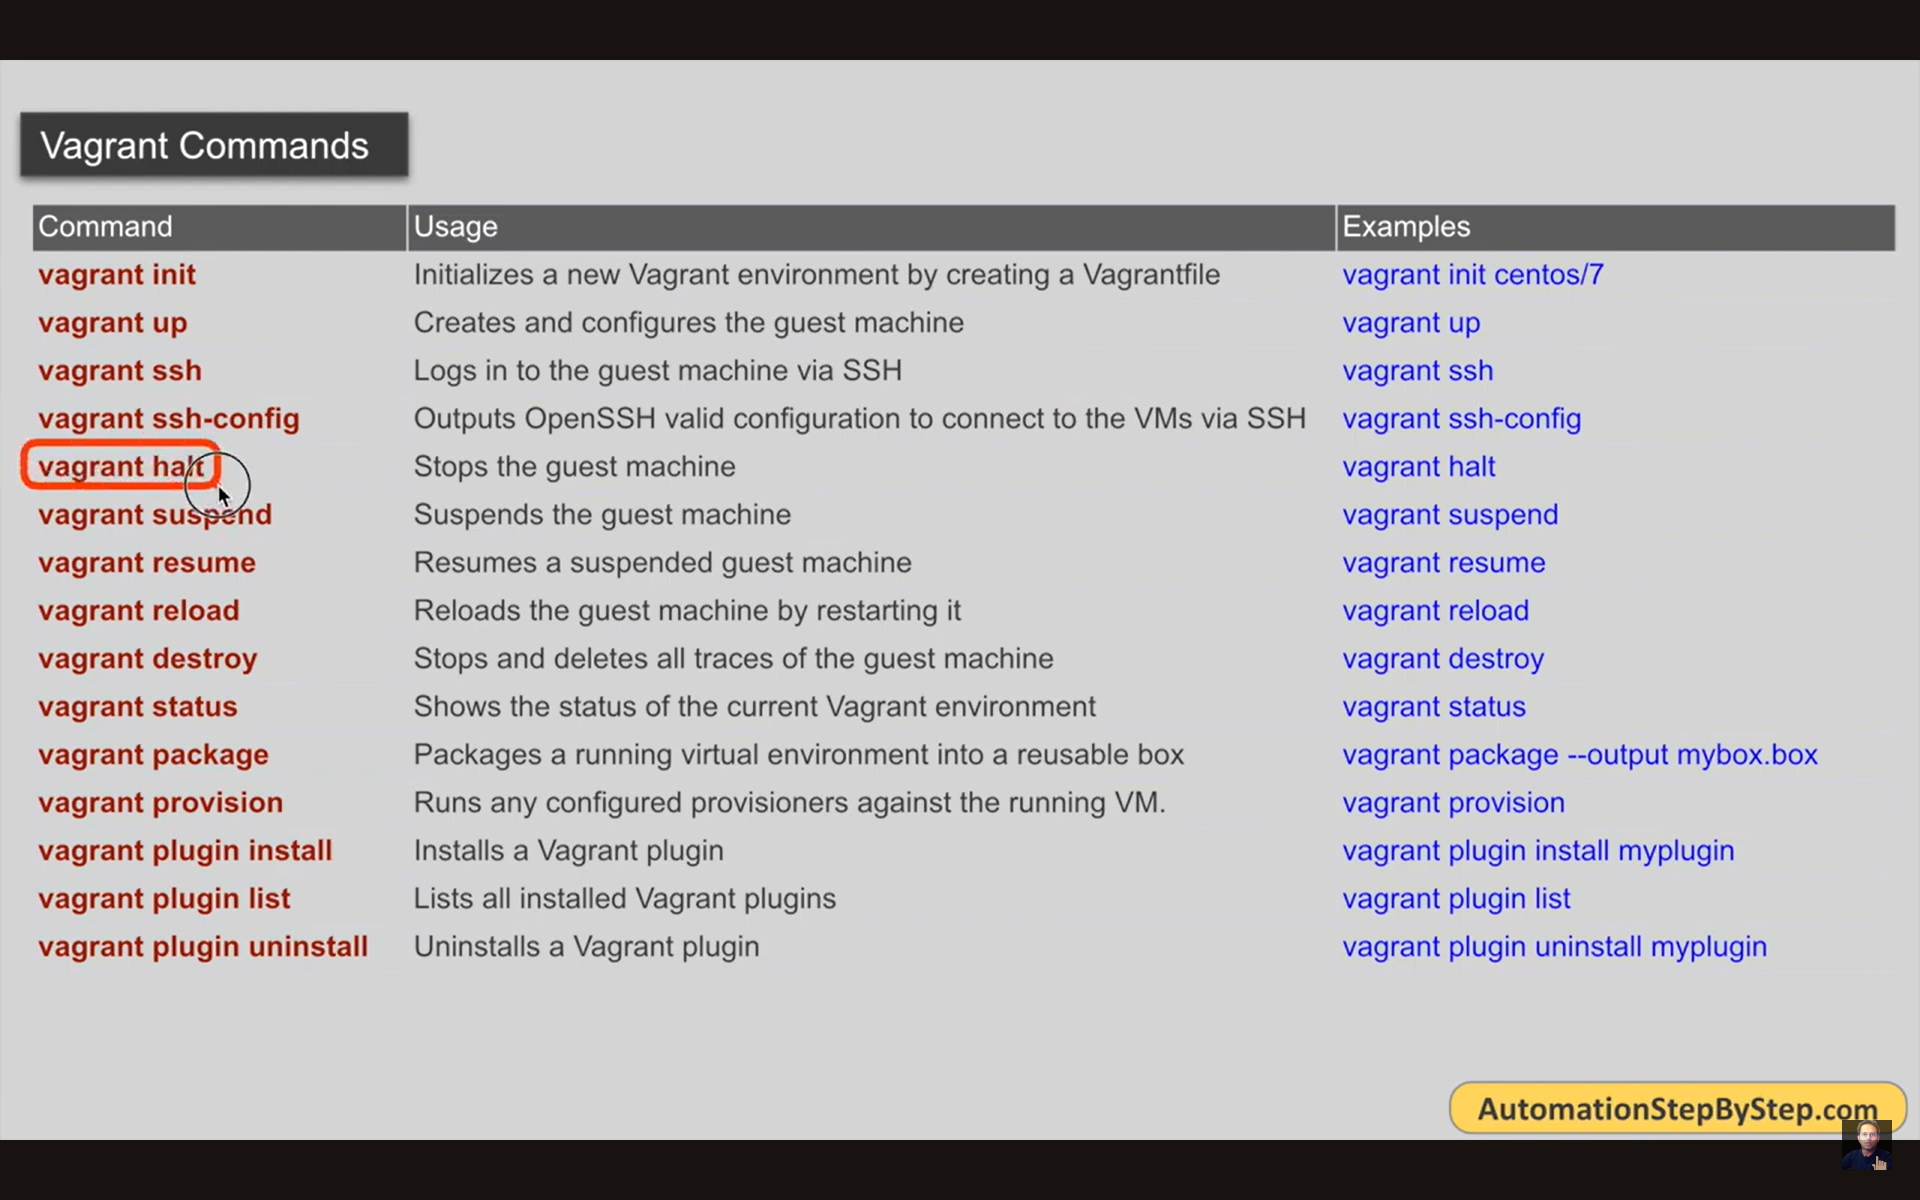 Vagrant Commands
Command Usage Examples
vagrant init Initializes a new Vagrant environment by creating a Vagrantfile vagrant init centos/7
vagrant up Creates and configures the guest machine vagrant up
vagrant ssh Logs in to the guest machine via SSH vagrant ssh
vagrant ssh-config Outputs OpenSSH valid configuration to connect to the VMs via SSH vagrant ssh-config
vagrant halt Stops the guest machine vagrant halt
vagrant suspend Suspends the guest machine vagrant suspend
vagrant resume Resumes a suspended guest machine vagrant resume
vagrant reload Reloads the guest machine by restarting it vagrant reload
vagrant destroy Stops and deletes all traces of the guest machine vagrant destroy
vagrant status Shows the status of the current Vagrant environment vagrant status
vagrant package Packages a running virtual environment into a reusable box vagrant package --output mybox.box
vagrant provision Runs any configured provisioners against the running VM. vagrant provision
vagrant plugin install Installs a Vagrant plugin vagrant plugin install myplugin
vagrant plugin list Lists all installed Vagrant plugins vagrant plugin list
vagrant plugin uninstall Uninstalls a Vagrant plugin vagrant plugin uninstall myplugin
AutomationStepByStep.com